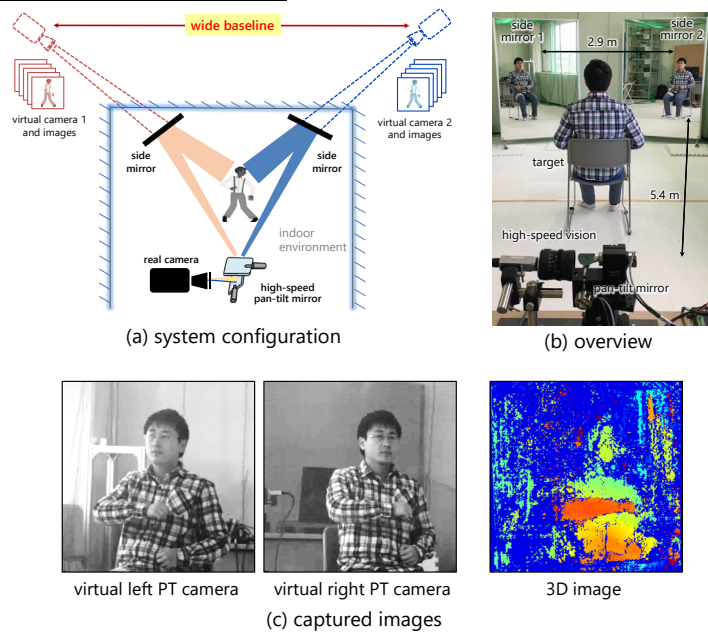 wide baseline
virtual camera 1
and images
virtual camera 2
and images
side
mirror
side
mirror
indoor
environment
real camera
high-speed
pan-tilt mirror
(a) system configuration
side
mirror 1
side
mirror 2
2.9 m
target
5.4 m
high-speed vision
pan-tilt mirror
(b) overview
virtual left PT camera
virtual right PT camera
3D image
(c) captured images